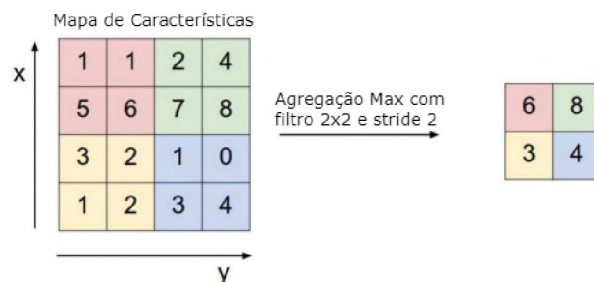 Mapa de Características
x
1 1 2 4
5 6 7 8
3 2 1 0
1 2 3 4
y
Agregação Max com
filtro 2x2 e stride 2
6 8
3 4